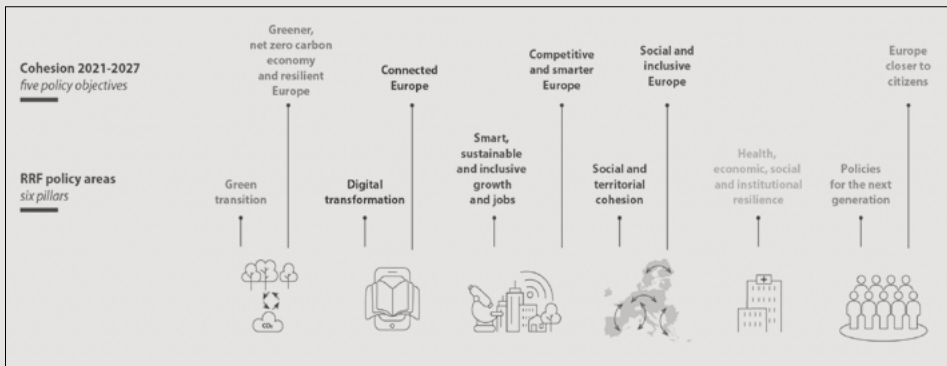 Cohesion 2021-2027
five policy objectives
Greener,
net zero carbon
economy
and resilient
Europe
Connected
Europe
Competitive
and smarter
Europe
Social and
inclusive
Europe
Europe
closer to
citizens
RRF policy areas
six pillars
Green
transition
Digital
transformation
Smart,
sustainable
and inclusive
growth
and jobs
Social and
territorial
cohesion
Health,
economic, social
and institutional
resilience
Policies
for the next
generation
CO₂